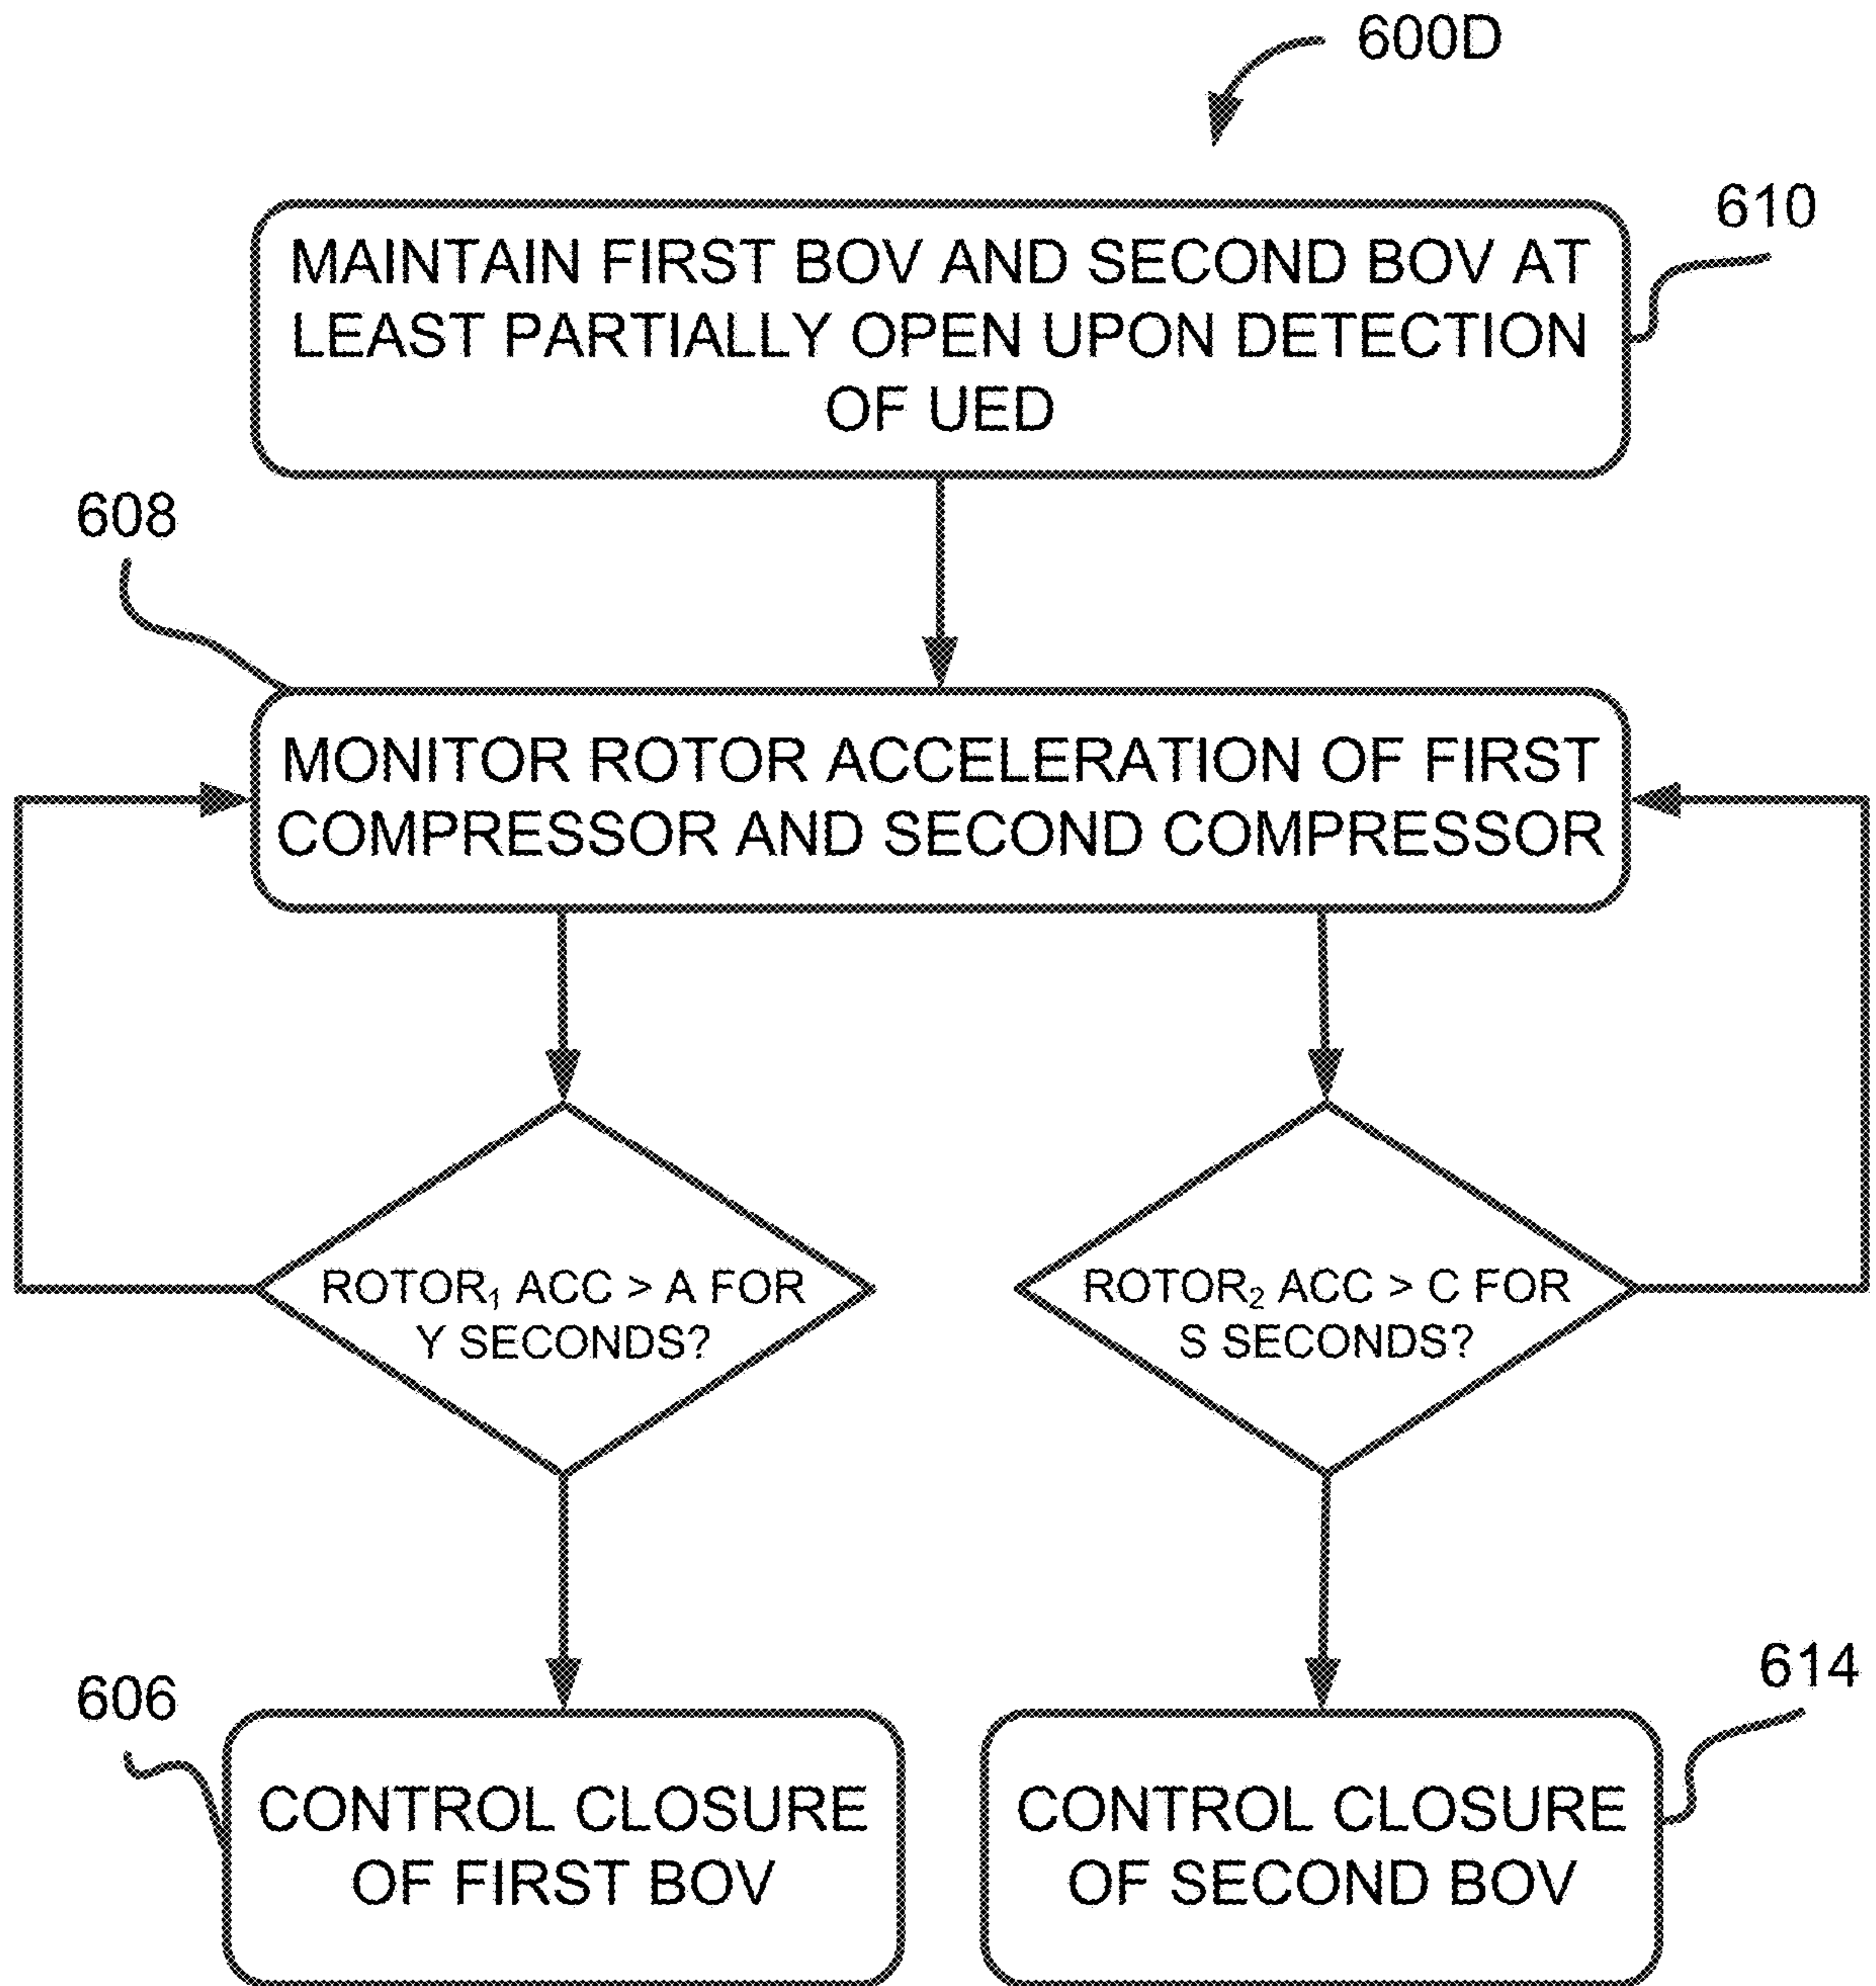 600D
610
MAINTAIN FIRST BOV AND SECOND BOV AT
LEAST PARTIALLY OPEN UPON DETECTION
OF UED
608
MONITOR ROTOR ACCELERATION OF FIRST
COMPRESSOR AND SECOND COMPRESSOR
ROTOR₁ ACC > A FOR
Y SECONDS?
ROTOR₂ ACC > C FOR
S SECONDS?
606
CONTROL CLOSURE
OF FIRST BOV
614
CONTROL CLOSURE
OF SECOND BOV